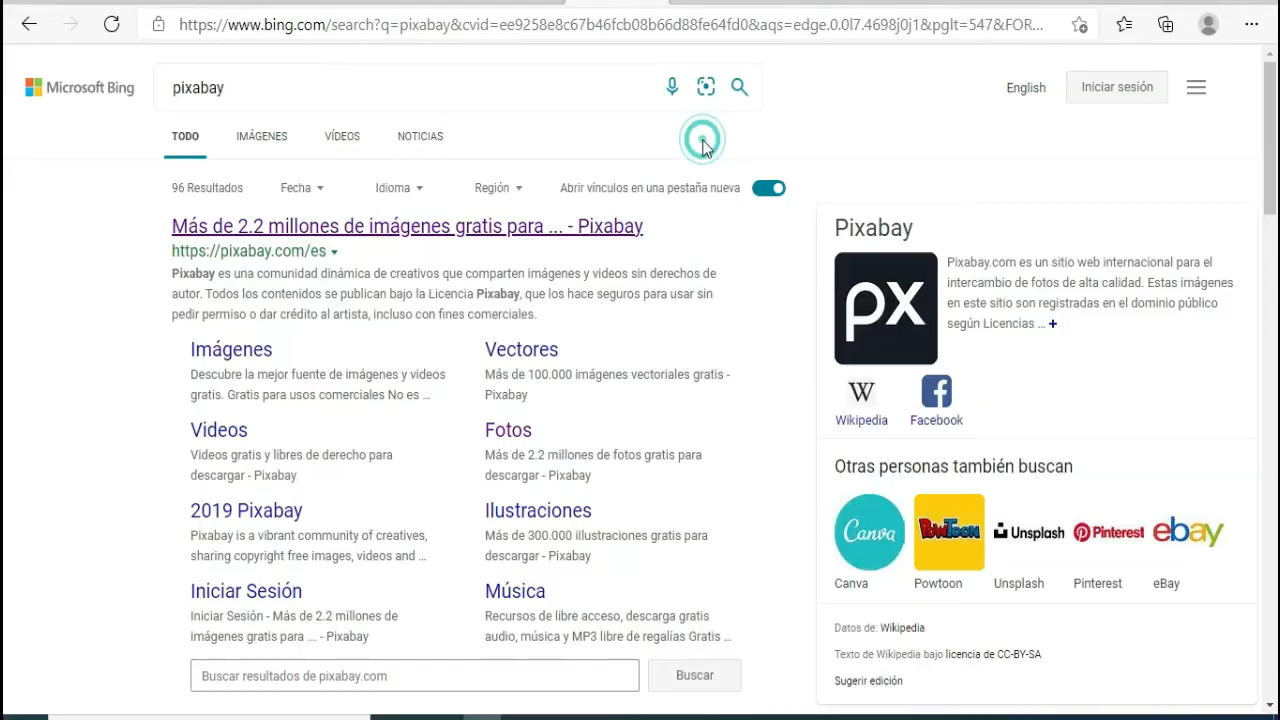 https://www.bing.com/search?q=pixabay&cvid=ee9258e8c67b46fcb08b66d88fe64fd0&aqs=edge.0.0l7.4698j0j1&pglt=547&FOR...
Microsoft Bing
pixabay
English
Iniciar sesión
TODO
IMÁGENES
VÍDEOS
NOTICIAS
96 Resultados
Fecha
Idioma
Región
Abrir vínculos en una pestaña nueva
Más de 2.2 millones de imágenes gratis para ... - Pixabay
https://pixabay.com/es
Pixabay es una comunidad dinámica de creativos que comparten imágenes y videos sin derechos de
autor. Todos los contenidos se publican bajo la Licencia Pixabay, que los hace seguros para usar sin
pedir permiso o dar crédito al artista, incluso con fines comerciales.
Imágenes
Descubre la mejor fuente de imágenes y videos
gratis. Gratis para usos comerciales No es ...
Vectores
Más de 100.000 imágenes vectoriales gratis -
Pixabay
Videos
Videos gratis y libres de derecho para
descargar - Pixabay
Fotos
Más de 2.2 millones de fotos gratis para
descargar - Pixabay
2019 Pixabay
Pixabay is a vibrant community of creatives,
sharing copyright free images, videos and ...
Ilustraciones
Más de 300.000 illustraciones gratis para
descargar - Pixabay
Iniciar Sesión
Iniciar Sesión - Más de 2.2 millones de
imágenes gratis para ... - Pixabay
Música
Recursos de libre acceso, descarga gratis
audio, música y MP3 libre de regalías Gratis ...
Buscar resultados de pixabay.com
Buscar
Pixabay
px
Pixabay.com es un sitio web internacional para el
intercambio de fotos de alta calidad. Estas imágenes
en este sitio son registradas en el dominio público
según Licencias ... +
W
Wikipedia
f
Facebook
Otras personas también buscan
Canva
POWTOON
Unsplash
Pinterest
ebay
Canva
Powtoon
Unsplash
Pinterest
eBay
Datos de: Wikipedia
Texto de Wikipedia bajo licencia de CC-BY-SA
Sugerir edición